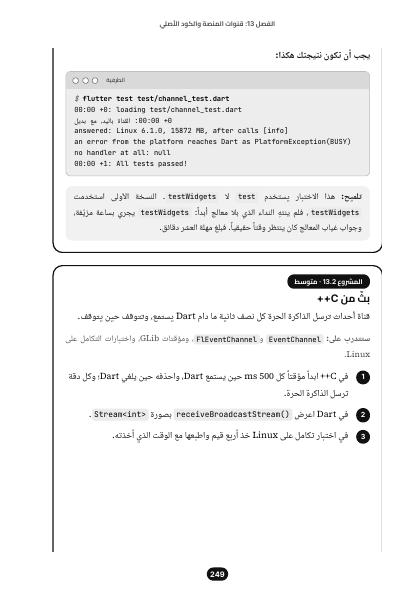 الفصل 13: قنوات المنصة والكود الأصلي
يجب أن تكون نتيجتك هكذا:
الطرفية
$ flutter test test/channel_test.dart
00:00 +0: loading test/channel_test.dart
00:00 +0: القناة باليد، مع بديل
answered: Linux 6.1.0, 15872 MB, after calls [info]
an error from the platform reaches Dart as PlatformException(BUSY)
no handler at all: null
00:00 +1: All tests passed!
تلميح: هذا الاختبار يستخدم test لا testWidgets. النسخة الأولى استخدمت
testWidgets، فلم ينتهِ النداء الذي بلا معالج أبداً: testWidgets يجري بساعة مزيّفة،
وجواب غياب المعالج كان ينتظر وقتاً حقيقياً. فبلغ مهلة العشر دقائق.
المشروع 13.2 · متوسط
بثّ من C++
قناة أحداث ترسل الذاكرة الحرة كل نصف ثانية ما دام Dart يستمع، وتتوقف حين يتوقف.
ستتدرب على: EventChannel وFlEventChannel، ومؤقتات GLib، واختبارات التكامل على
Linux.
1 في C++ ابدأ مؤقتاً كل 500 ms حين يستمع Dart، واحذفه حين يلغي Dart؛ وكل دقة
ترسل الذاكرة الحرة.
2 في Dart اعرض receiveBroadcastStream() بصورة Stream<int>.
3 في اختبار تكامل على Linux خذ أربع قيم واطبعها مع الوقت الذي أخذته.
249